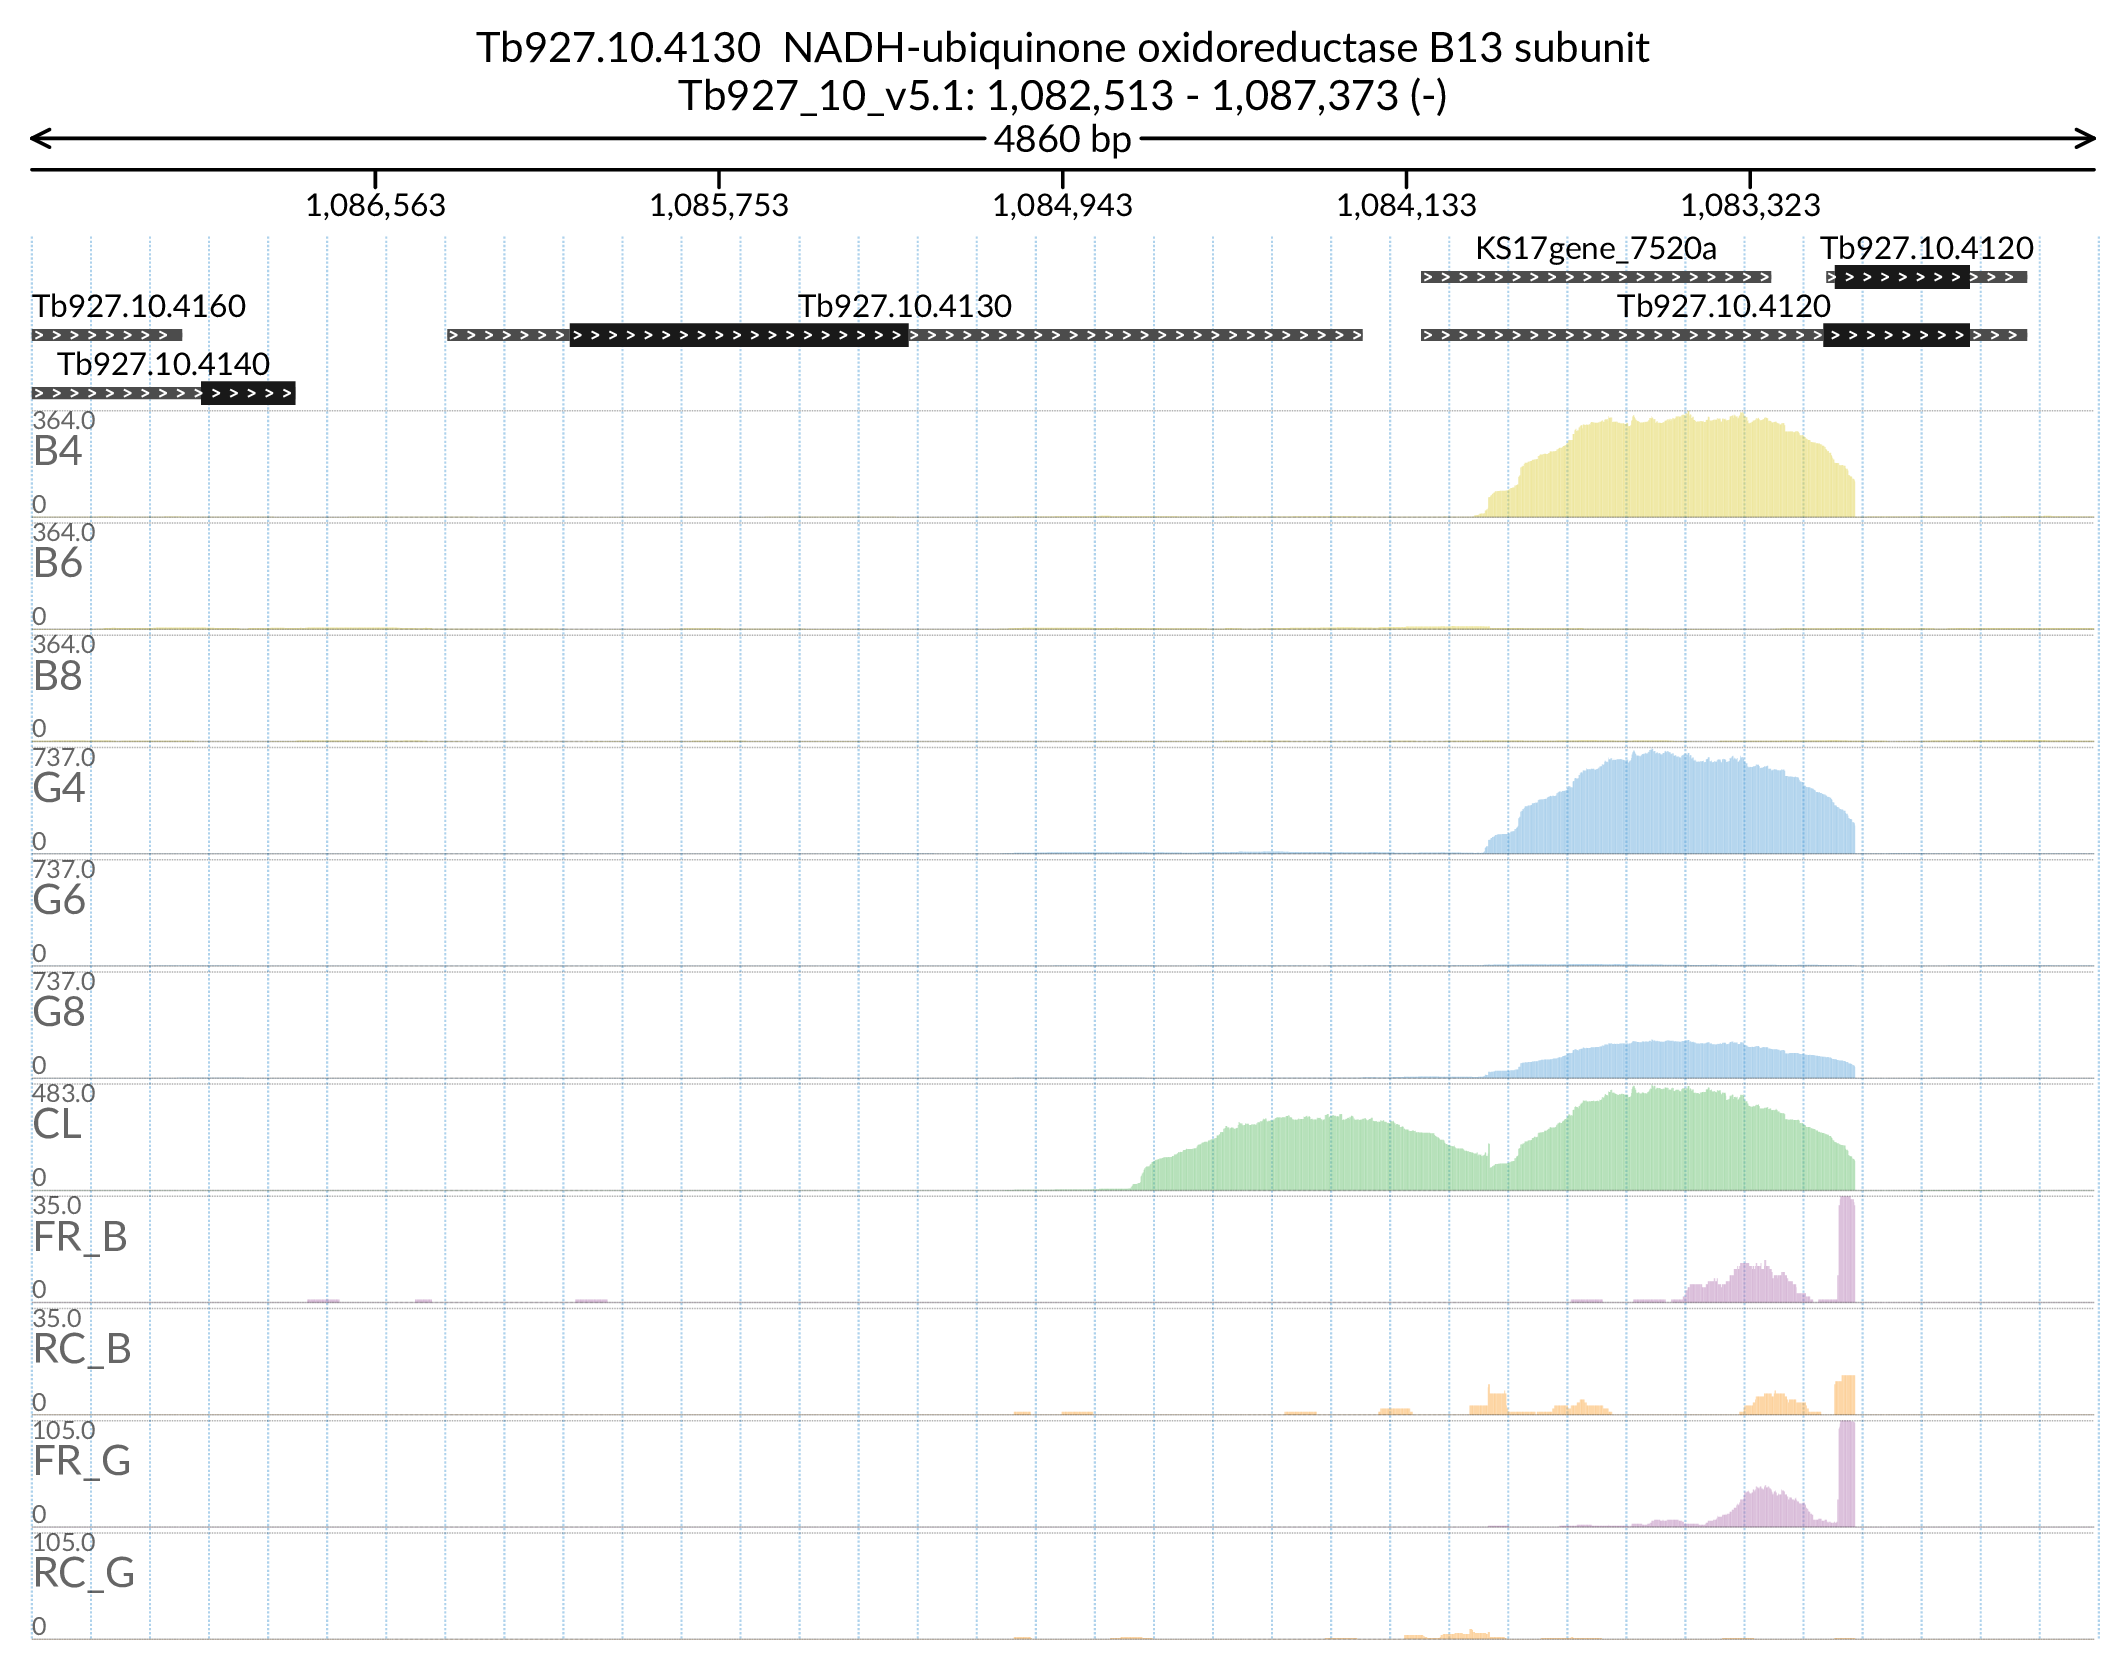 Tb927.10.4130  NADH-ubiquinone oxidoreductase B13 subunit
Tb927_10_v5.1: 1,082,513 - 1,087,373 (-)
4860 bp
1,086,563 1,085,753 1,084,943 1,084,133 1,083,323
KS17gene_7520a Tb927.10.4120
Tb927.10.4160 Tb927.10.4130 Tb927.10.4120
Tb927.10.4140
364.0
B4
0
364.0
B6
0
364.0
B8
0
737.0
G4
0
737.0
G6
0
737.0
G8
0
483.0
CL
0
35.0
FR_B
0
35.0
RC_B
0
105.0
FR_G
0
105.0
RC_G
0